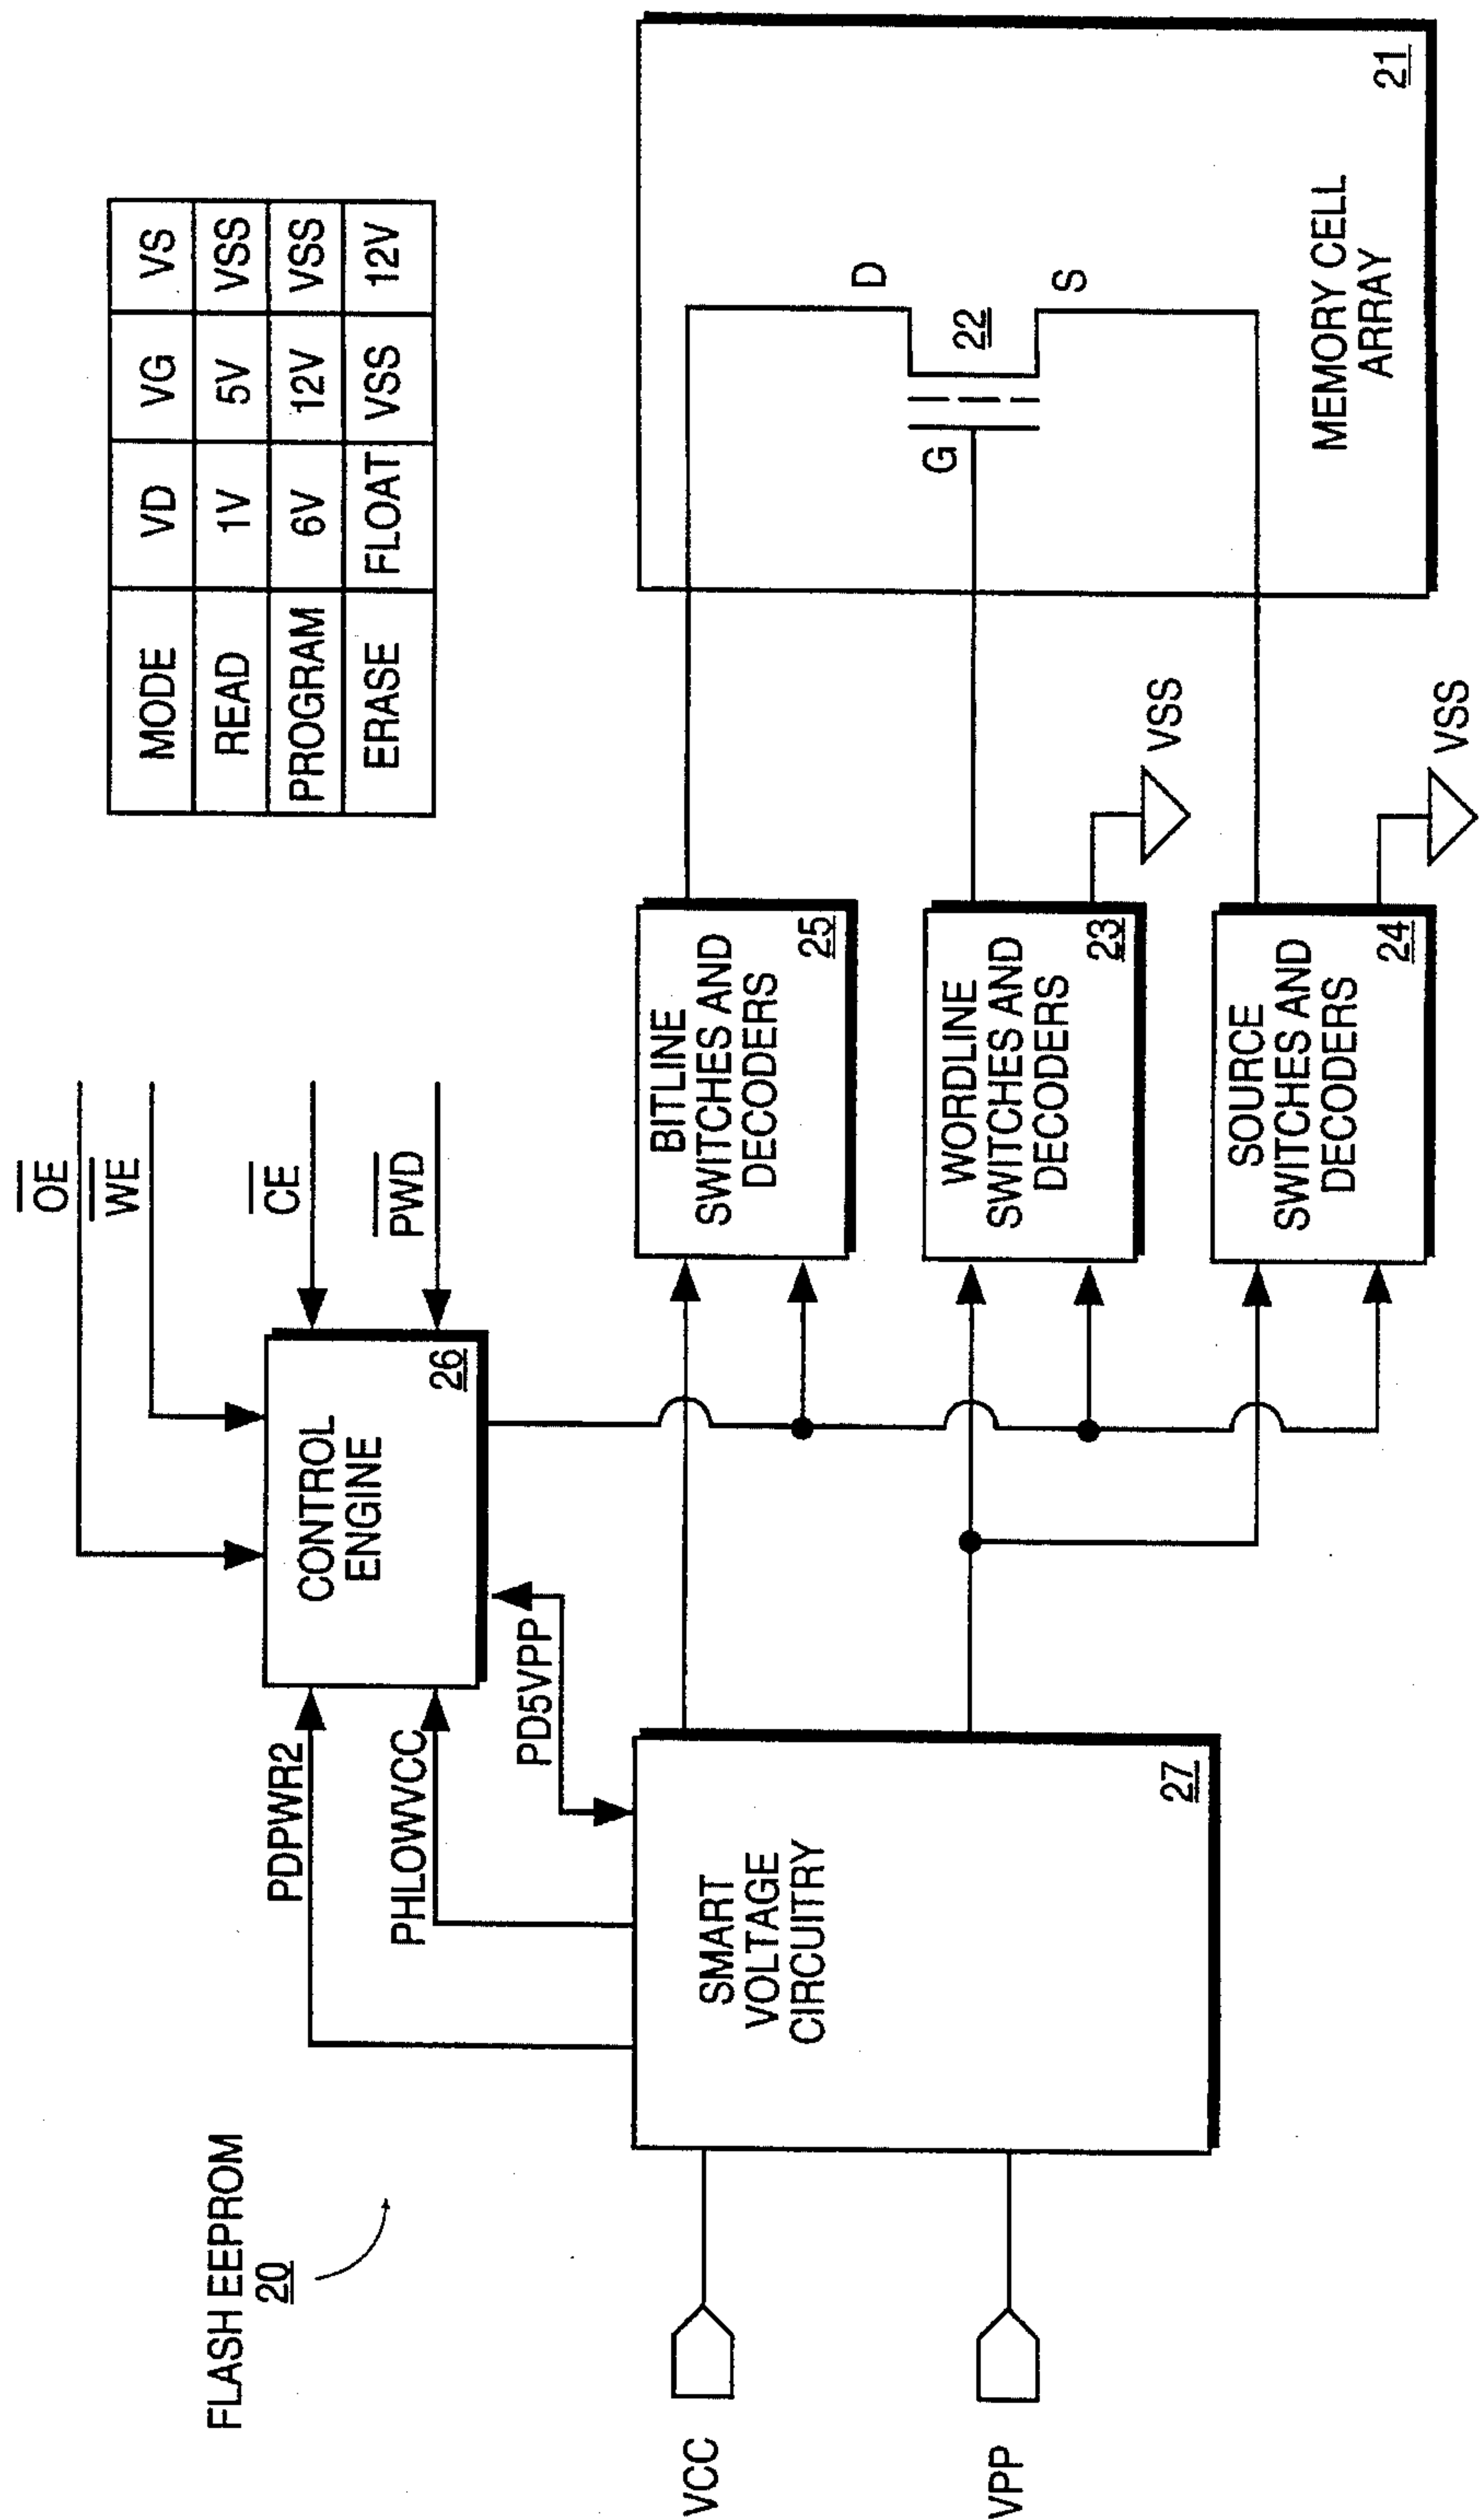 FLASH EEPROM
20
MODE VD VG VS
READ 1V 5V VSS
PROGRAM 6V 12V VSS
ERASE FLOAT VSS 12V
OE
WE
CE
PWD
PDPWR2
PHLOWVCC
PD5VPP
CONTROL
ENGINE
26
VCC
VPP
SMART
VOLTAGE
CIRCUITRY
27
BITLINE
SWITCHES AND
DECODERS
25
WORDLINE
SWITCHES AND
DECODERS
23
VSS
SOURCE
SWITCHES AND
DECODERS
24
VSS
D
G
22
S
MEMORY CELL
ARRAY
21